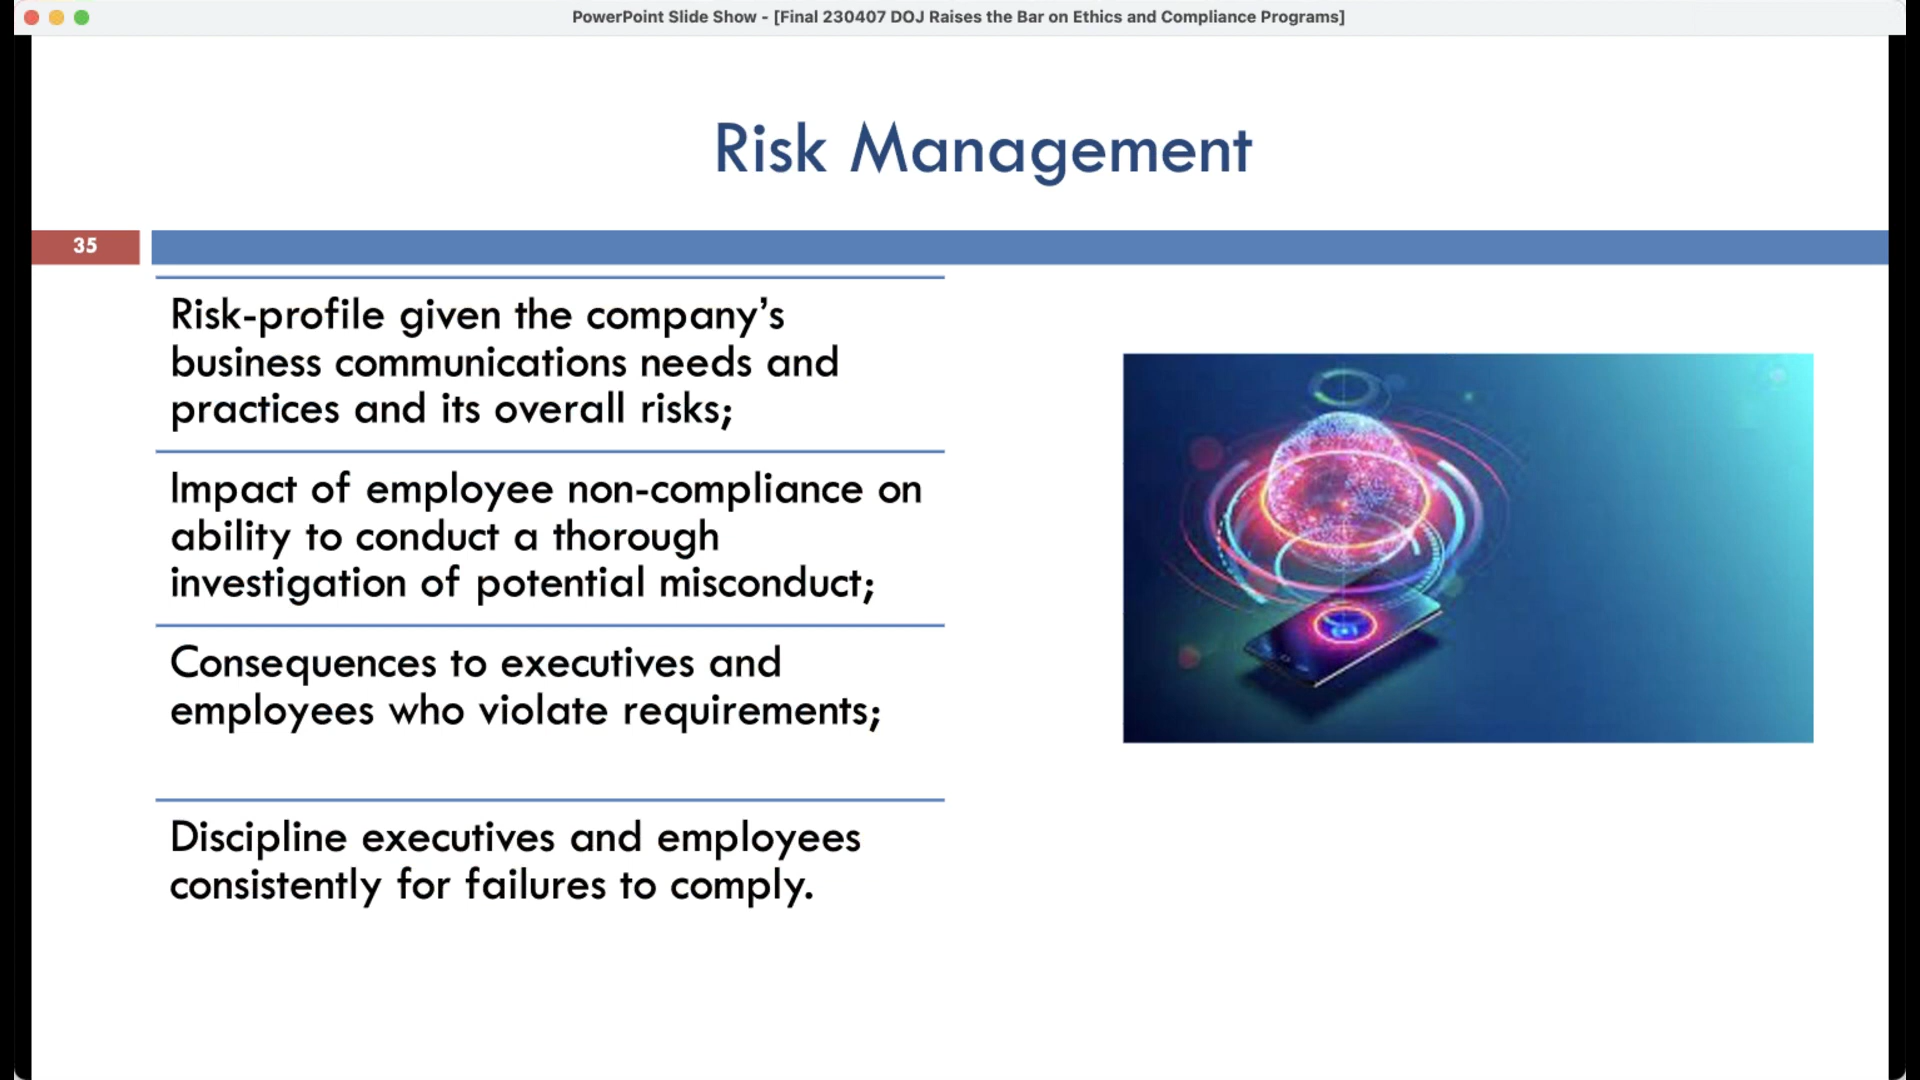 PowerPoint Slide Show - [Final 230407 DOJ Raises the Bar on Ethics and Compliance Programs]
Risk Management
35
Risk-profile given the company’s
business communications needs and
practices and its overall risks;
Impact of employee non-compliance on
ability to conduct a thorough
investigation of potential misconduct;
Consequences to executives and
employees who violate requirements;
Discipline executives and employees
consistently for failures to comply.